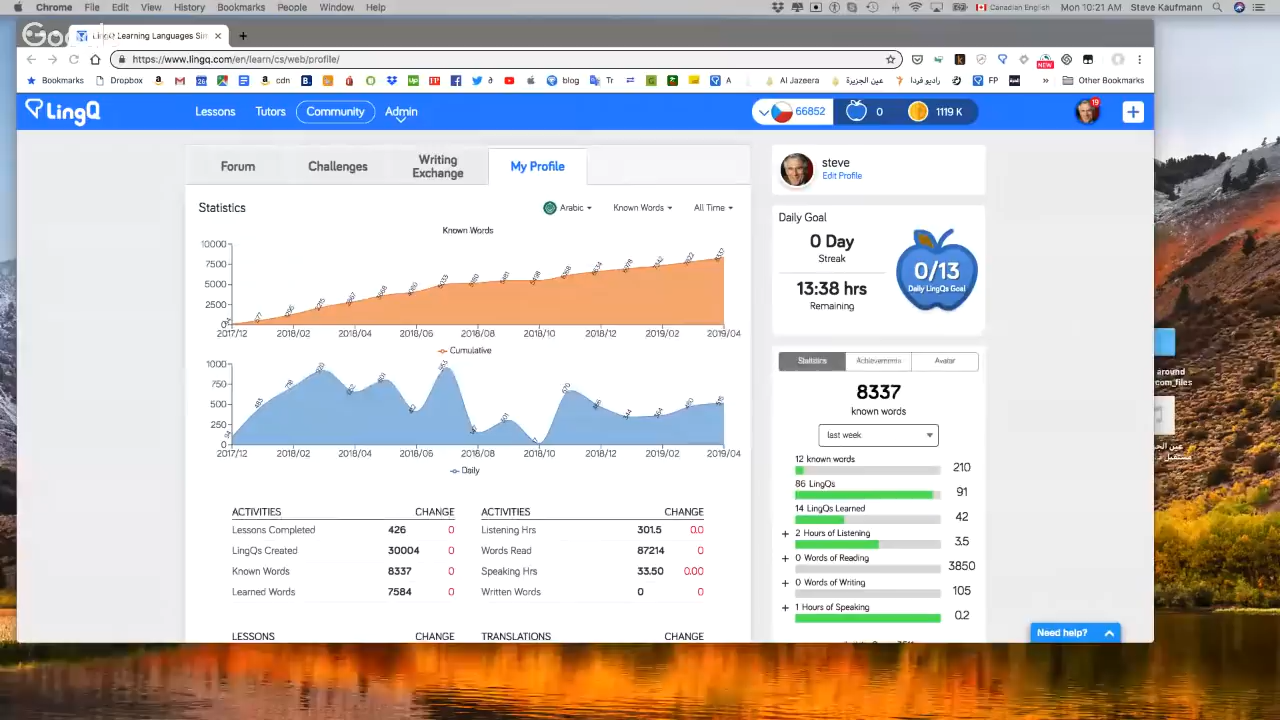 Chrome File Edit View History Bookmarks People Window Help Canadian English Mon 10:21 AM Steve Kaufmann
LingQ Learning Languages Sim
https://www.lingq.com/en/learn/cs/web/profile/
Bookmarks Dropbox cdn blog Tr A Al Jazeera عين الجزيرة راديو فردا FP Other Bookmarks
LingQ Lessons Tutors Community Admin 66852 0 1119 K 19
Forum Challenges Writing Exchange My Profile
steve
Edit Profile
Statistics Arabic Known Words All Time
Daily Goal
0 Day
Streak
13:38 hrs
Remaining
0/13
Daily LingQs Goal
Known Words
10000
7500
5000
2500
0
2017/12 2018/02 2018/04 2018/06 2018/08 2018/10 2018/12 2019/02 2019/04
Cumulative
1000
750
500
250
0
2017/12 2018/02 2018/04 2018/06 2018/08 2018/10 2018/12 2019/02 2019/04
Daily
Statistics Achievements Avatar
8337
known words
last week
12 known words 210
86 LingQs 91
14 LingQs Learned 42
2 Hours of Listening 3.5
0 Words of Reading 3850
0 Words of Writing 105
1 Hours of Speaking 0.2
ACTIVITIES CHANGE ACTIVITIES CHANGE
Lessons Completed 426 0 Listening Hrs 301.5 0.0
LingQs Created 30004 0 Words Read 87214 0
Known Words 8337 0 Speaking Hrs 33.50 0.00
Learned Words 7584 0 Written Words 0 0
LESSONS CHANGE TRANSLATIONS CHANGE
Need help?
around
com_files